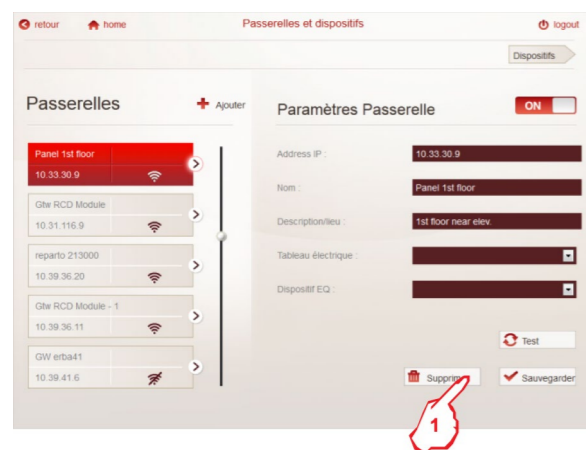 retour
home
Passerelles et dispositifs
logout
Dispositifs
Passerelles
Ajouter
Panel 1st floor
10.33.30.9
Gtw RCD Module
10.31.116.9
reparto 213000
10.39.36.20
Gtw RCD Module - 1
10.39.36.11
GW erba41
10.39.41.6
Paramètres Passerelle
ON
Address IP :
10.33.30.9
Nom :
Panel 1st floor
Description/lieu :
1st floor near elev.
Tableau électrique :
Dispositif EQ :
Test
Supprimer
Sauvegarder
1